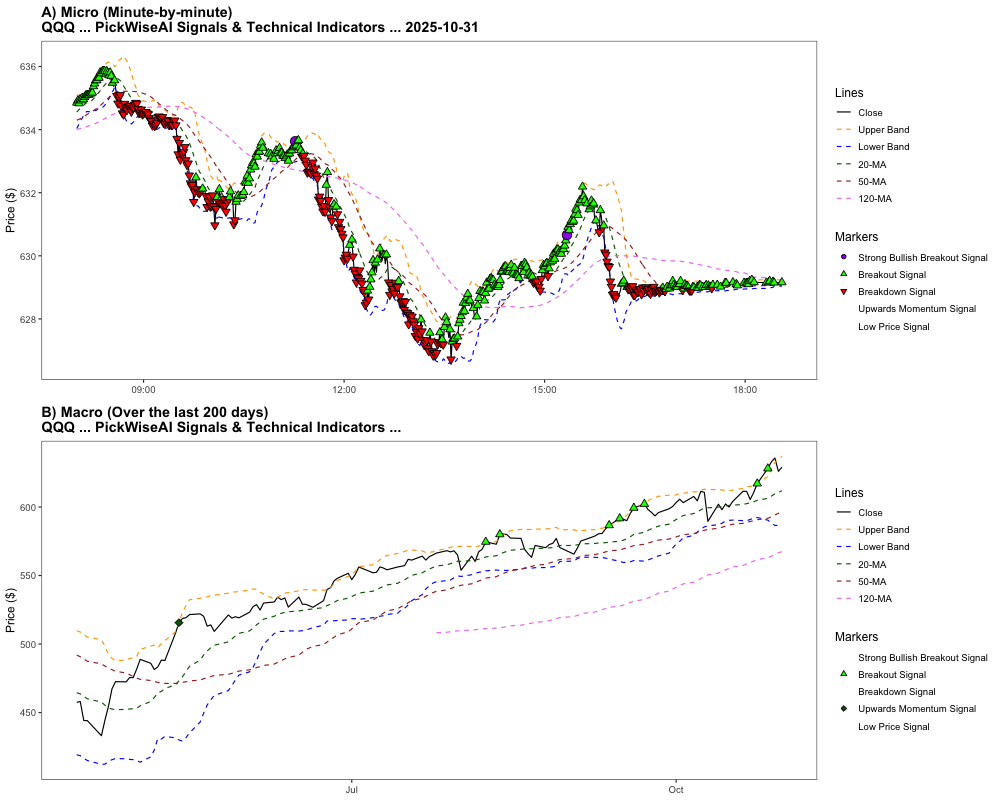 A) Micro (Minute-by-minute)
QQQ ... PickWiseAI Signals & Technical Indicators ... 2025-10-31
Price ($)
636
634
632
630
628
09:00
12:00
15:00
18:00
Lines
Close
Upper Band
Lower Band
20-MA
50-MA
120-MA
Markers
Strong Bullish Breakout Signal
Breakout Signal
Breakdown Signal
Upwards Momentum Signal
Low Price Signal
B) Macro (Over the last 200 days)
QQQ ... PickWiseAI Signals & Technical Indicators ...
Price ($)
600
550
500
450
Jul
Oct
Lines
Close
Upper Band
Lower Band
20-MA
50-MA
120-MA
Markers
Strong Bullish Breakout Signal
Breakout Signal
Breakdown Signal
Upwards Momentum Signal
Low Price Signal